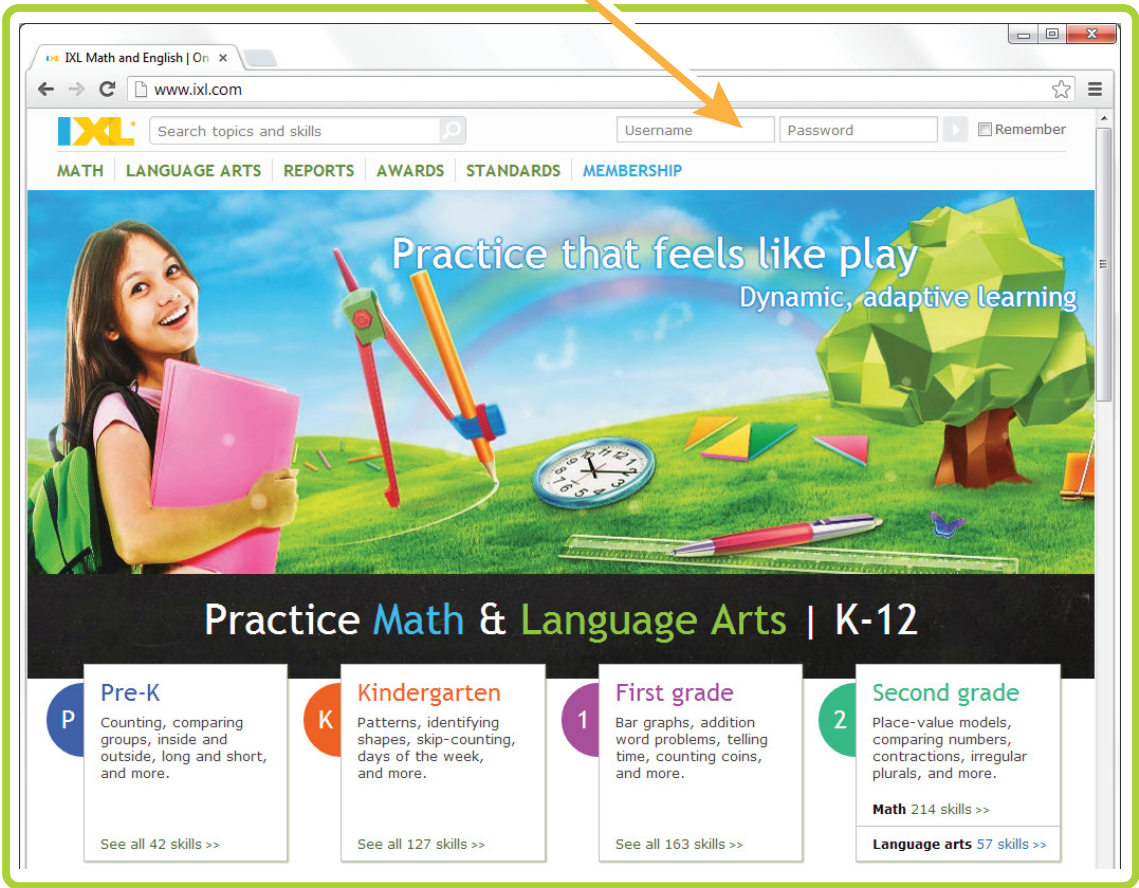 IXL Math and English | On
www.ixl.com
IXL
Search topics and skills
Username
Password
Remember
MATH
LANGUAGE ARTS
REPORTS
AWARDS
STANDARDS
MEMBERSHIP
Practice that feels like play
Dynamic, adaptive learning
Practice Math & Language Arts | K-12
P
Pre-K
Counting, comparing
groups, inside and
outside, long and short,
and more.
See all 42 skills >>
K
Kindergarten
Patterns, identifying
shapes, skip-counting,
days of the week,
and more.
See all 127 skills >>
1
First grade
Bar graphs, addition
word problems, telling
time, counting coins,
and more.
See all 163 skills >>
2
Second grade
Place-value models,
comparing numbers,
contractions, irregular
plurals, and more.
Math 214 skills >>
Language arts 57 skills >>